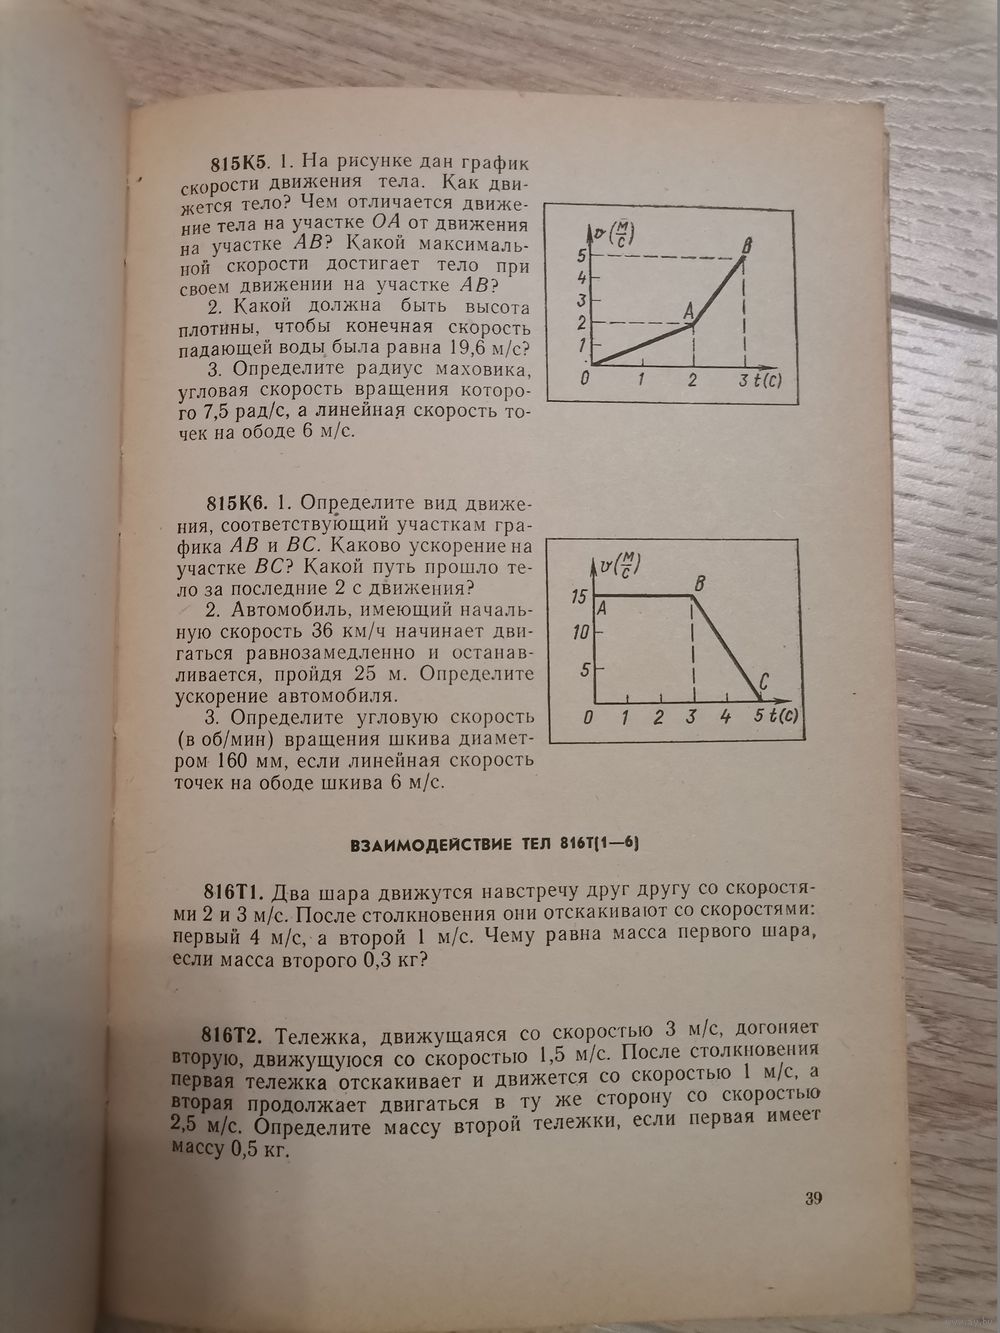 815К5. 1. На рисунке дан график
скорости движения тела. Как дви-
жется тело? Чем отличается движе-
ние тела на участке ОА от движения
на участке АВ? Какой максималь-
ной скорости достигает тело при
своем движении на участке АВ?
2. Какой должна быть высота
плотины, чтобы конечная скорость
падающей воды была равна 19,6 м/с?
3. Определите радиус маховика,
угловая скорость вращения которо-
го 7,5 рад/с, а линейная скорость то-
чек на ободе 6 м/с.
v(м/с)
B
5
4
3
A
2
1
0 1 2 3 t(с)
815К6. 1. Определите вид движе-
ния, соответствующий участкам гра-
фика АВ и ВС. Каково ускорение на
участке ВС? Какой путь прошло те-
ло за последние 2 с движения?
2. Автомобиль, имеющий началь-
ную скорость 36 км/ч начинает дви-
гаться равнозамедленно и останав-
ливается, пройдя 25 м. Определите
ускорение автомобиля.
3. Определите угловую скорость
(в об/мин) вращения шкива диамет-
ром 160 мм, если линейная скорость
точек на ободе шкива 6 м/с.
v(м/с)
B
15
A
10
5
C
0 1 2 3 4 5 t(с)
ВЗАИМОДЕЙСТВИЕ ТЕЛ 816Т(1—6)
816Т1. Два шара движутся навстречу друг другу со скоростя-
ми 2 и 3 м/с. После столкновения они отскакивают со скоростями:
первый 4 м/с, а второй 1 м/с. Чему равна масса первого шара,
если масса второго 0,3 кг?
816Т2. Тележка, движущаяся со скоростью 3 м/с, догоняет
вторую, движущуюся со скоростью 1,5 м/с. После столкновения
первая тележка отскакивает и движется со скоростью 1 м/с, а
вторая продолжает двигаться в ту же сторону со скоростью
2,5 м/с. Определите массу второй тележки, если первая имеет
массу 0,5 кг.
39